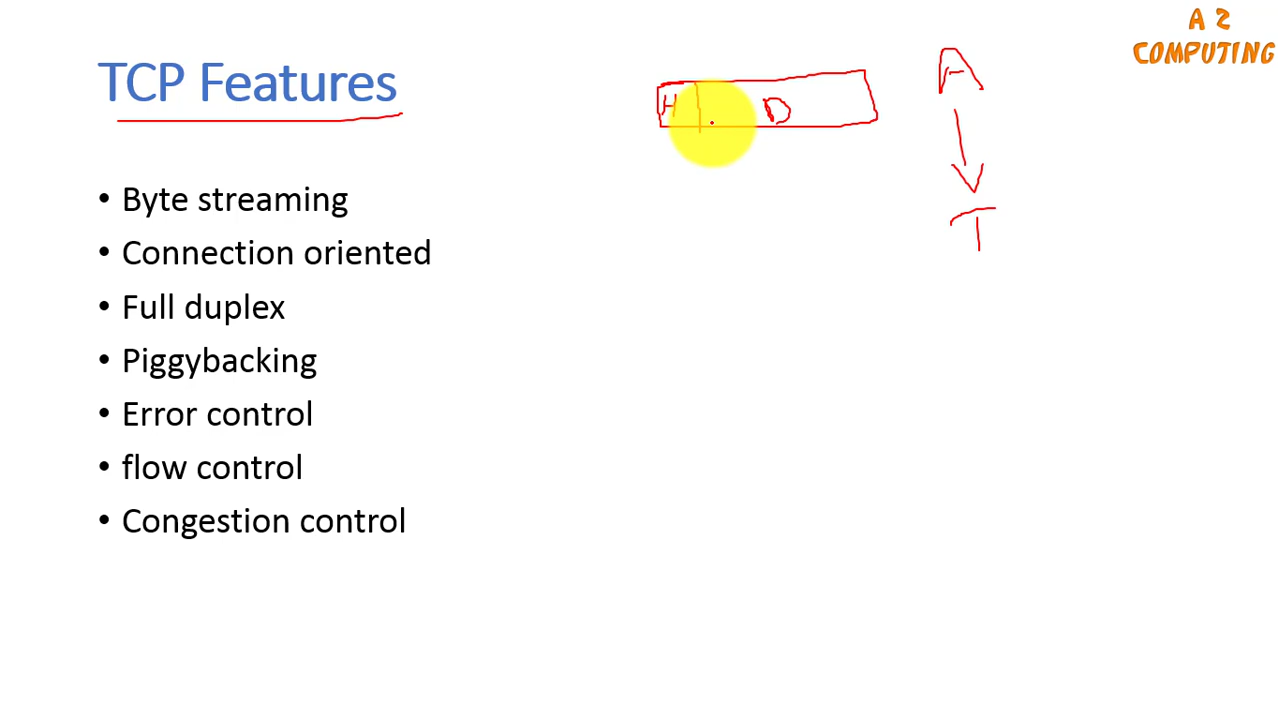 A 2
COMPUTING
TCP Features
H D
A
T
• Byte streaming
• Connection oriented
• Full duplex
• Piggybacking
• Error control
• flow control
• Congestion control